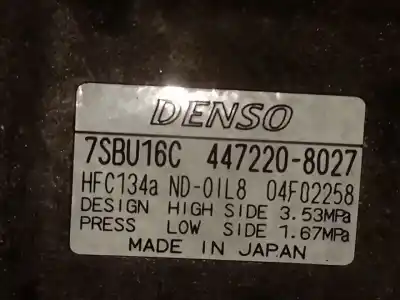 DENSO
7SBU16C 447220-8027
HFC134a ND-OIL8 04F02258
DESIGN HIGH SIDE 3.53MPa
PRESS LOW SIDE 1.67MPa
MADE IN JAPAN